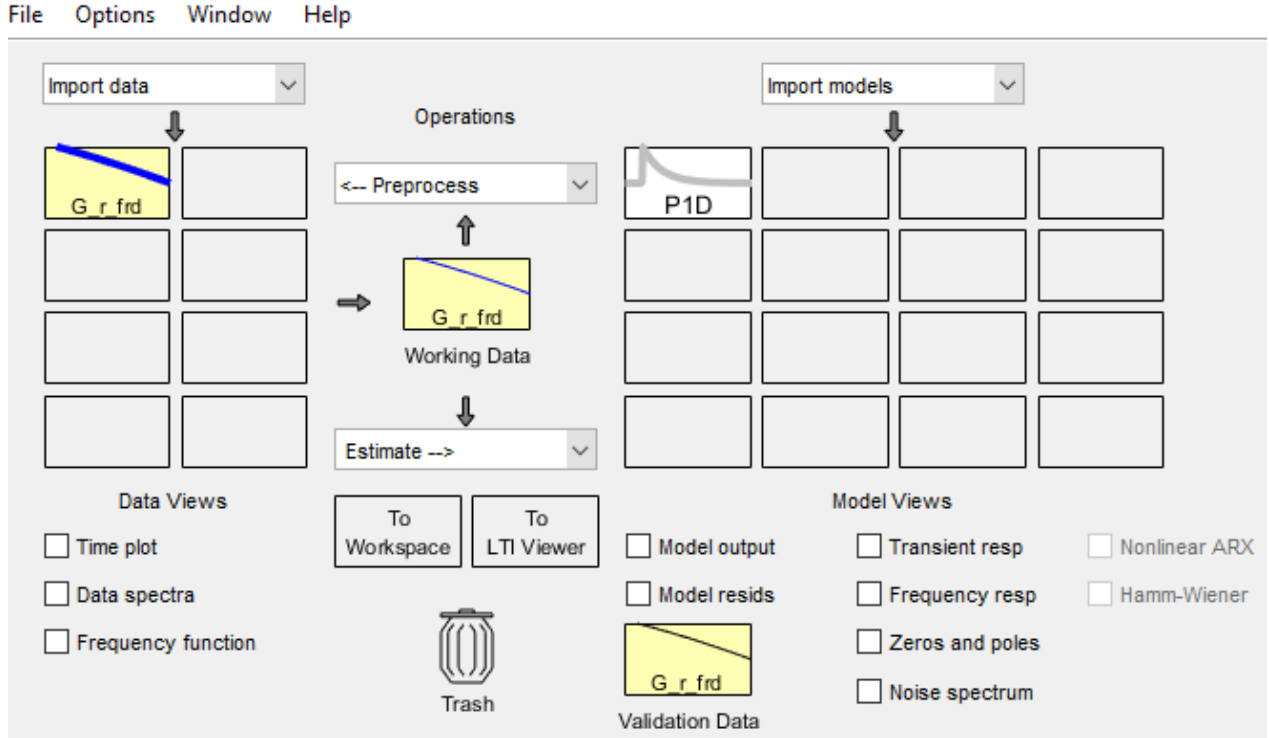 File Options Window Help
Import data
Import models
Operations
<-- Preprocess
G_r_frd
P1D
G_r_frd
Working Data
Estimate -->
Data Views
Model Views
To Workspace
To LTI Viewer
Time plot
Model output
Transient resp
Nonlinear ARX
Data spectra
Model resids
Frequency resp
Hamm-Wiener
Frequency function
Zeros and poles
G_r_frd
Noise spectrum
Trash
Validation Data